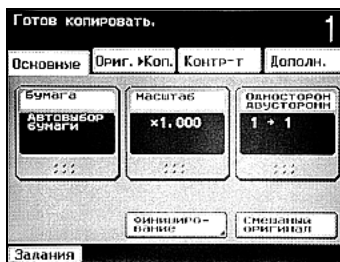 Готов копировать. 1
Основные Ориг. ▸Коп. Контр-т Дополн.
Бумага Масштаб Односторон
двусторонн
Автовыбор
бумаги ×1.000 1 → 1
Финиширо-
вание Смешаный
оригинал
Задания